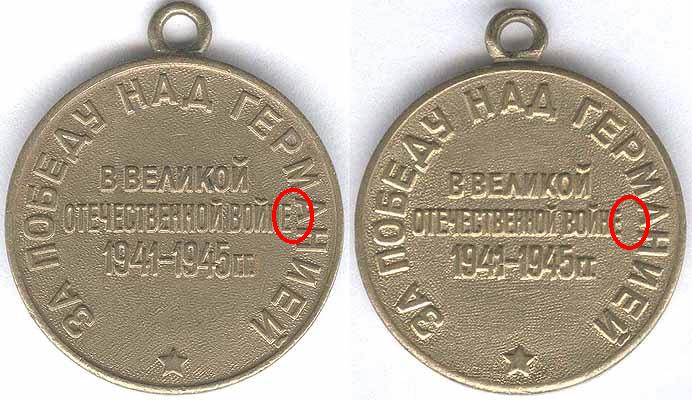 ЗА ПОБЕДУ НАД ГЕРМАНИЕЙ
В ВЕЛИКОЙ
ОТЕЧЕСТВЕННОЙ ВОЙНЕ
1941-1945 гг.
ЗА ПОБЕДУ НАД ГЕРМАНИЕЙ
В ВЕЛИКОЙ
ОТЕЧЕСТВЕННОЙ ВОЙНЕ
1941-1945 гг.